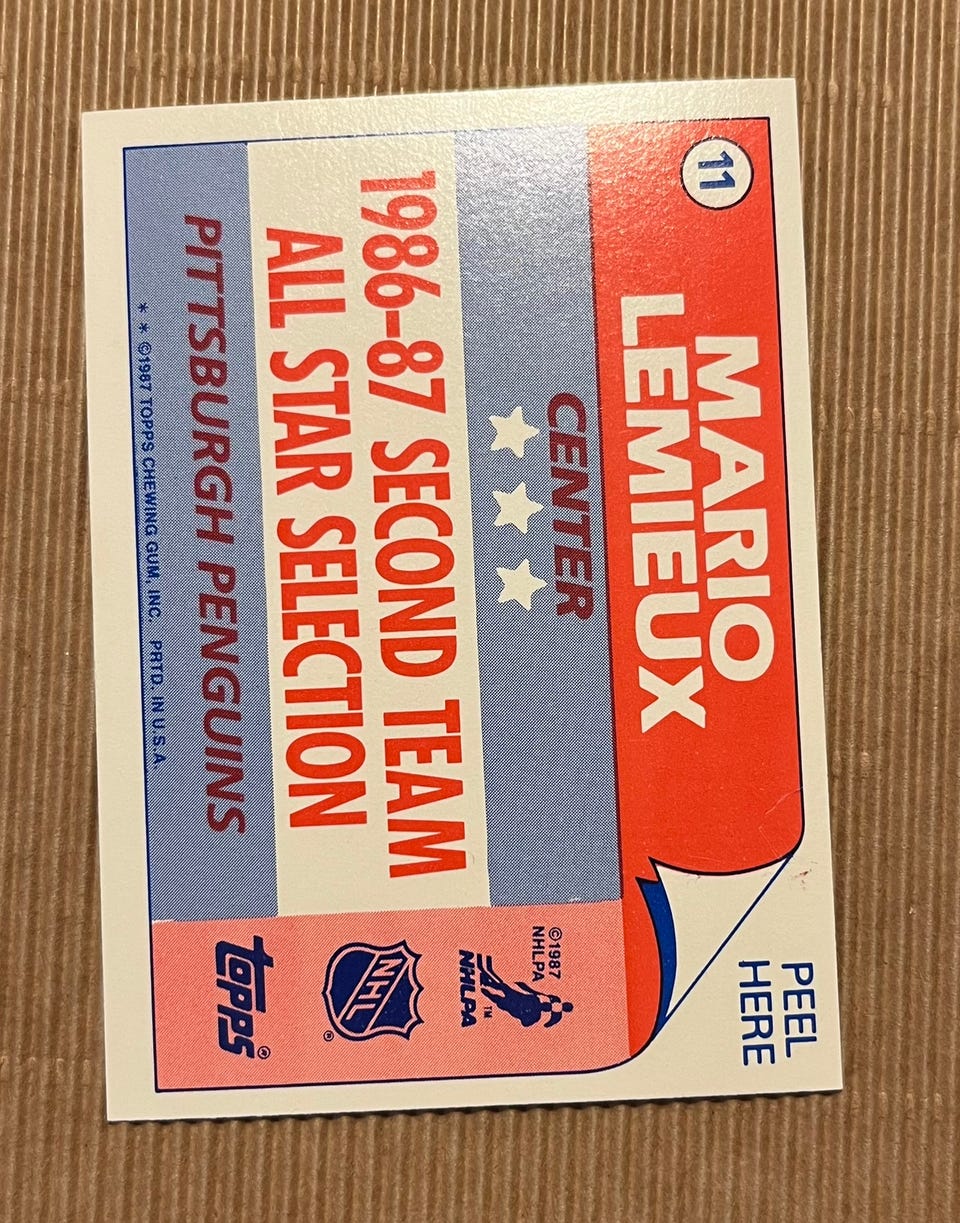 11
MARIO
LEMIEUX
PEEL
HERE
CENTER
1986-87 SECOND TEAM
ALL STAR SELECTION
PITTSBURGH PENGUINS
* * ©1987 TOPPS CHEWING GUM, INC. PRTD. IN U.S.A.
©1987
NHLPA
TM
NHLPA
NHL
®
topps®